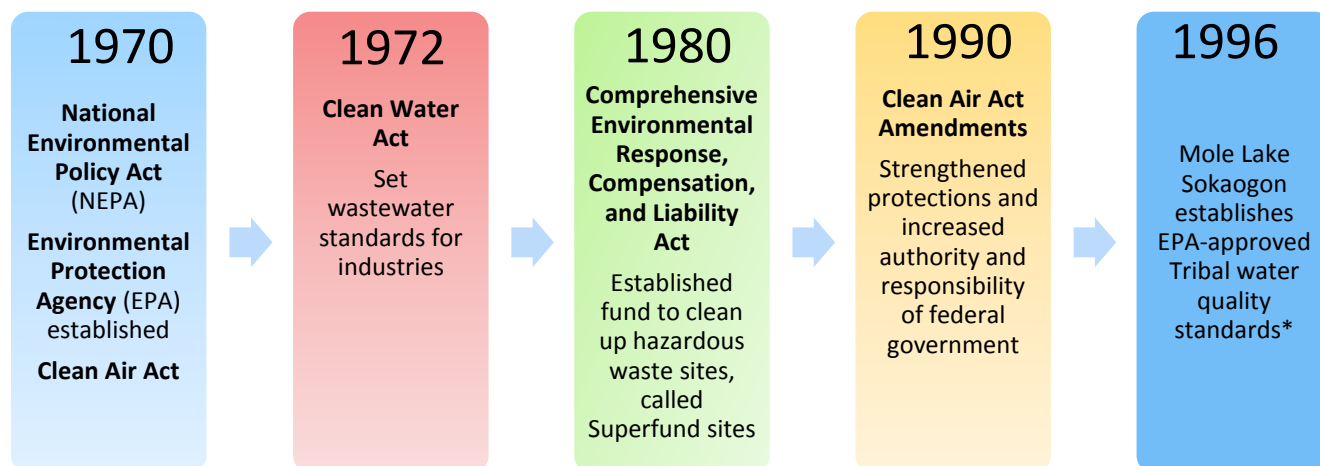 1970
National
Environmental
Policy Act
(NEPA)
Environmental
Protection
Agency (EPA)
established
Clean Air Act
1972
Clean Water
Act
Set
wastewater
standards for
industries
1980
Comprehensive
Environmental
Response,
Compensation,
and Liability
Act
Established
fund to clean
up hazardous
waste sites,
called
Superfund sites
1990
Clean Air Act
Amendments
Strengthened
protections and
increased
authority and
responsibility
of federal
government
1996
Mole Lake
Sokaogon
establishes
EPA-approved
Tribal water
quality
standards*